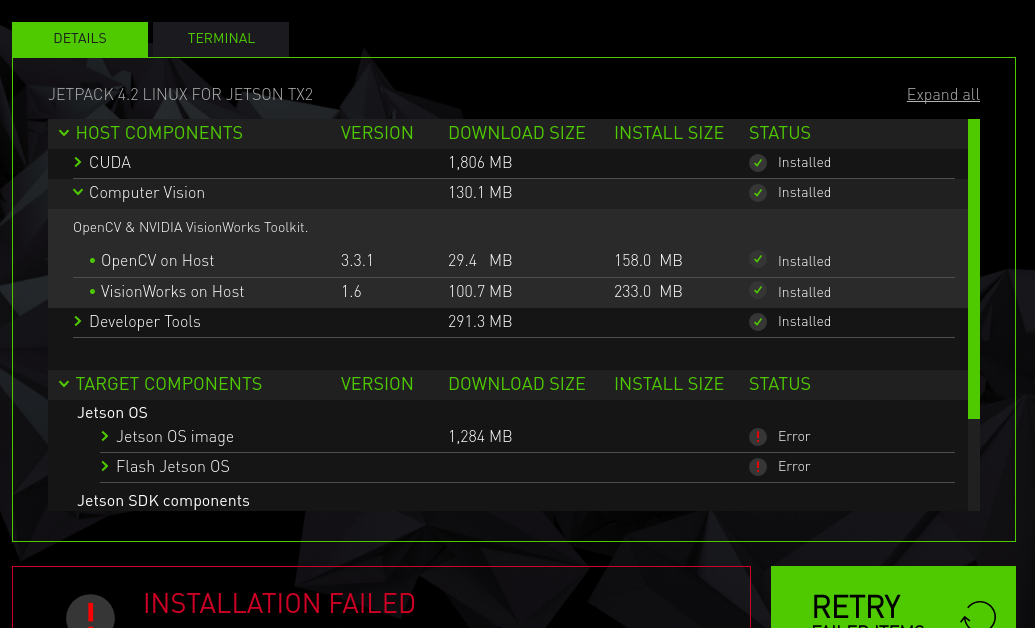 DETAILS TERMINAL
JETPACK 4.2 LINUX FOR JETSON TX2 Expand all
HOST COMPONENTS VERSION DOWNLOAD SIZE INSTALL SIZE STATUS
CUDA 1,806 MB Installed
Computer Vision 130.1 MB Installed
OpenCV & NVIDIA VisionWorks Toolkit.
• OpenCV on Host 3.3.1 29.4 MB 158.0 MB Installed
• VisionWorks on Host 1.6 100.7 MB 233.0 MB Installed
Developer Tools 291.3 MB Installed
TARGET COMPONENTS VERSION DOWNLOAD SIZE INSTALL SIZE STATUS
Jetson OS
Jetson OS image 1,284 MB Error
Flash Jetson OS Error
Jetson SDK components
INSTALLATION FAILED
RETRY
FAILED ITEMS